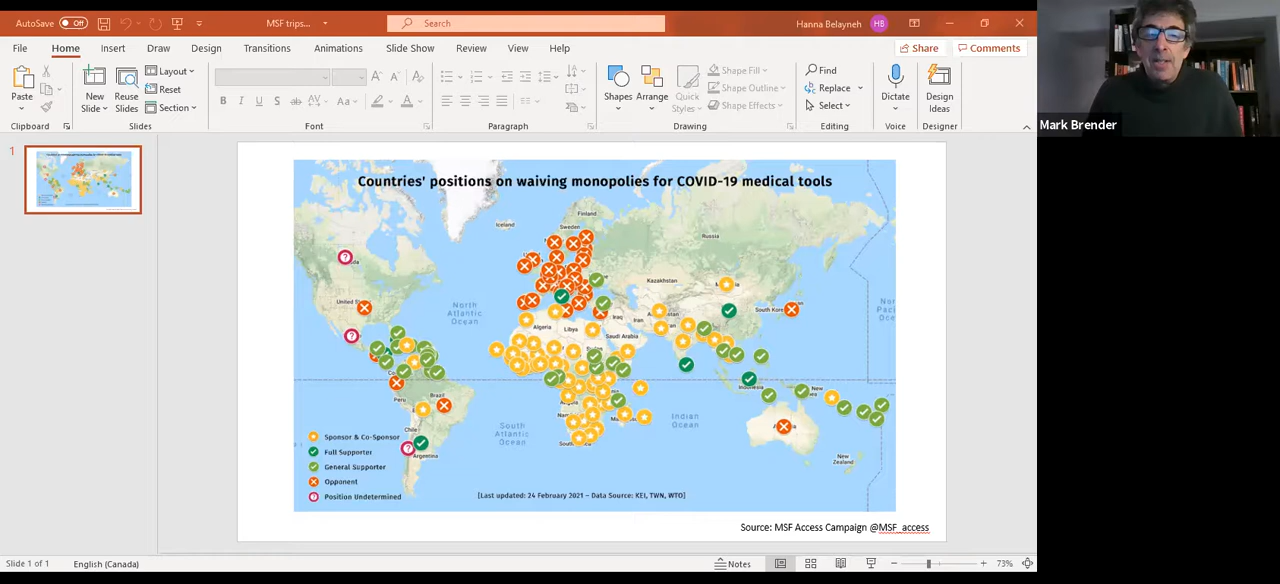 AutoSave Off MSF trips... Search Hanna Belayneh HB
File Home Insert Draw Design Transitions Animations Slide Show Review View Help Share Comments
Paste New Slide Reuse Slides Layout Reset Section
Shapes Arrange Quick Styles Shape Fill Shape Outline Shape Effects
Find Replace Select Dictate Design Ideas
Clipboard Slides Font Paragraph Drawing Editing Voice Designer
Mark Brender
1
Countries' positions on waiving monopolies for COVID-19 medical tools
Iceland
Finland
Sweden
Russia
Kazakhstan
United
North Atlantic Ocean
South Kore
Iraq
Iran
Algeria
Libya
Saudi Arabia
Indonesia
New
Peru
Brazil
Angola
Chile
South Atlantic Ocean
Indian Ocean
Argentina
New Zealand
Sponsor & Co-Sponsor
Full Supporter
General Supporter
Opponent
Position Undetermined
[Last updated: 24 February 2021 – Data Source: KEI, TWN, WTO]
Source: MSF Access Campaign @MSF_access
Slide 1 of 1 English (Canada) Notes 73%